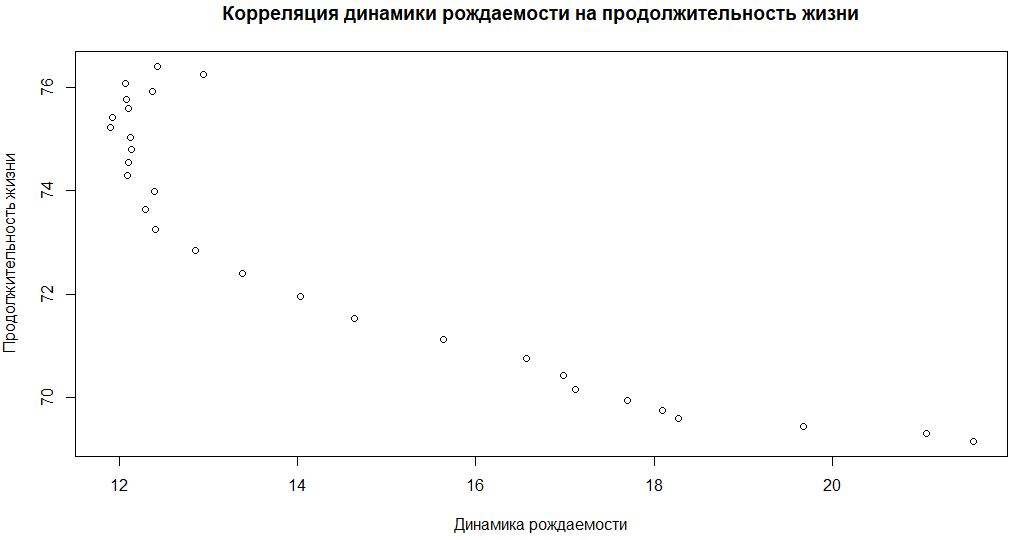 Корреляция динамики рождаемости на продолжительность жизни
Продолжительность жизни
76
74
72
70
12 14 16 18 20
Динамика рождаемости